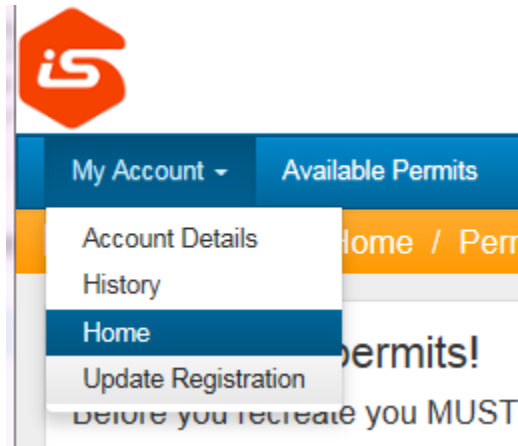 iS
My Account Available Permits
Account Details
Home / Perm
History
Home
permits!
Update Registration
Before you recreate you MUST